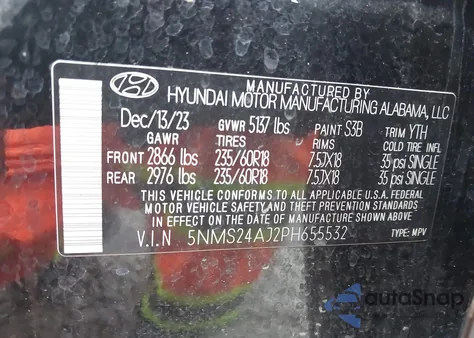 MANUFACTURED BY
HYUNDAI MOTOR MANUFACTURING ALABAMA, LLC
Dec/13/23 GVWR 5137 lbs PAINT S3B TRIM YTH
GAWR TIRES RIMS COLD TIRE INFL
FRONT 2866 lbs 235/60R18 7.5JX18 35 psi SINGLE
REAR 2976 lbs 235/60R18 7.5JX18 35 psi SINGLE
THIS VEHICLE CONFORMS TO ALL APPLICABLE U.S.A. FEDERAL
MOTOR VEHICLE SAFETY,AND THEFT PREVENTION STANDARDS
IN EFFECT ON THE DATE OF MANUFACTURE SHOWN ABOVE
V.I.N 5NMS24AJ2PH655532 TYPE: MPV
autoSnap